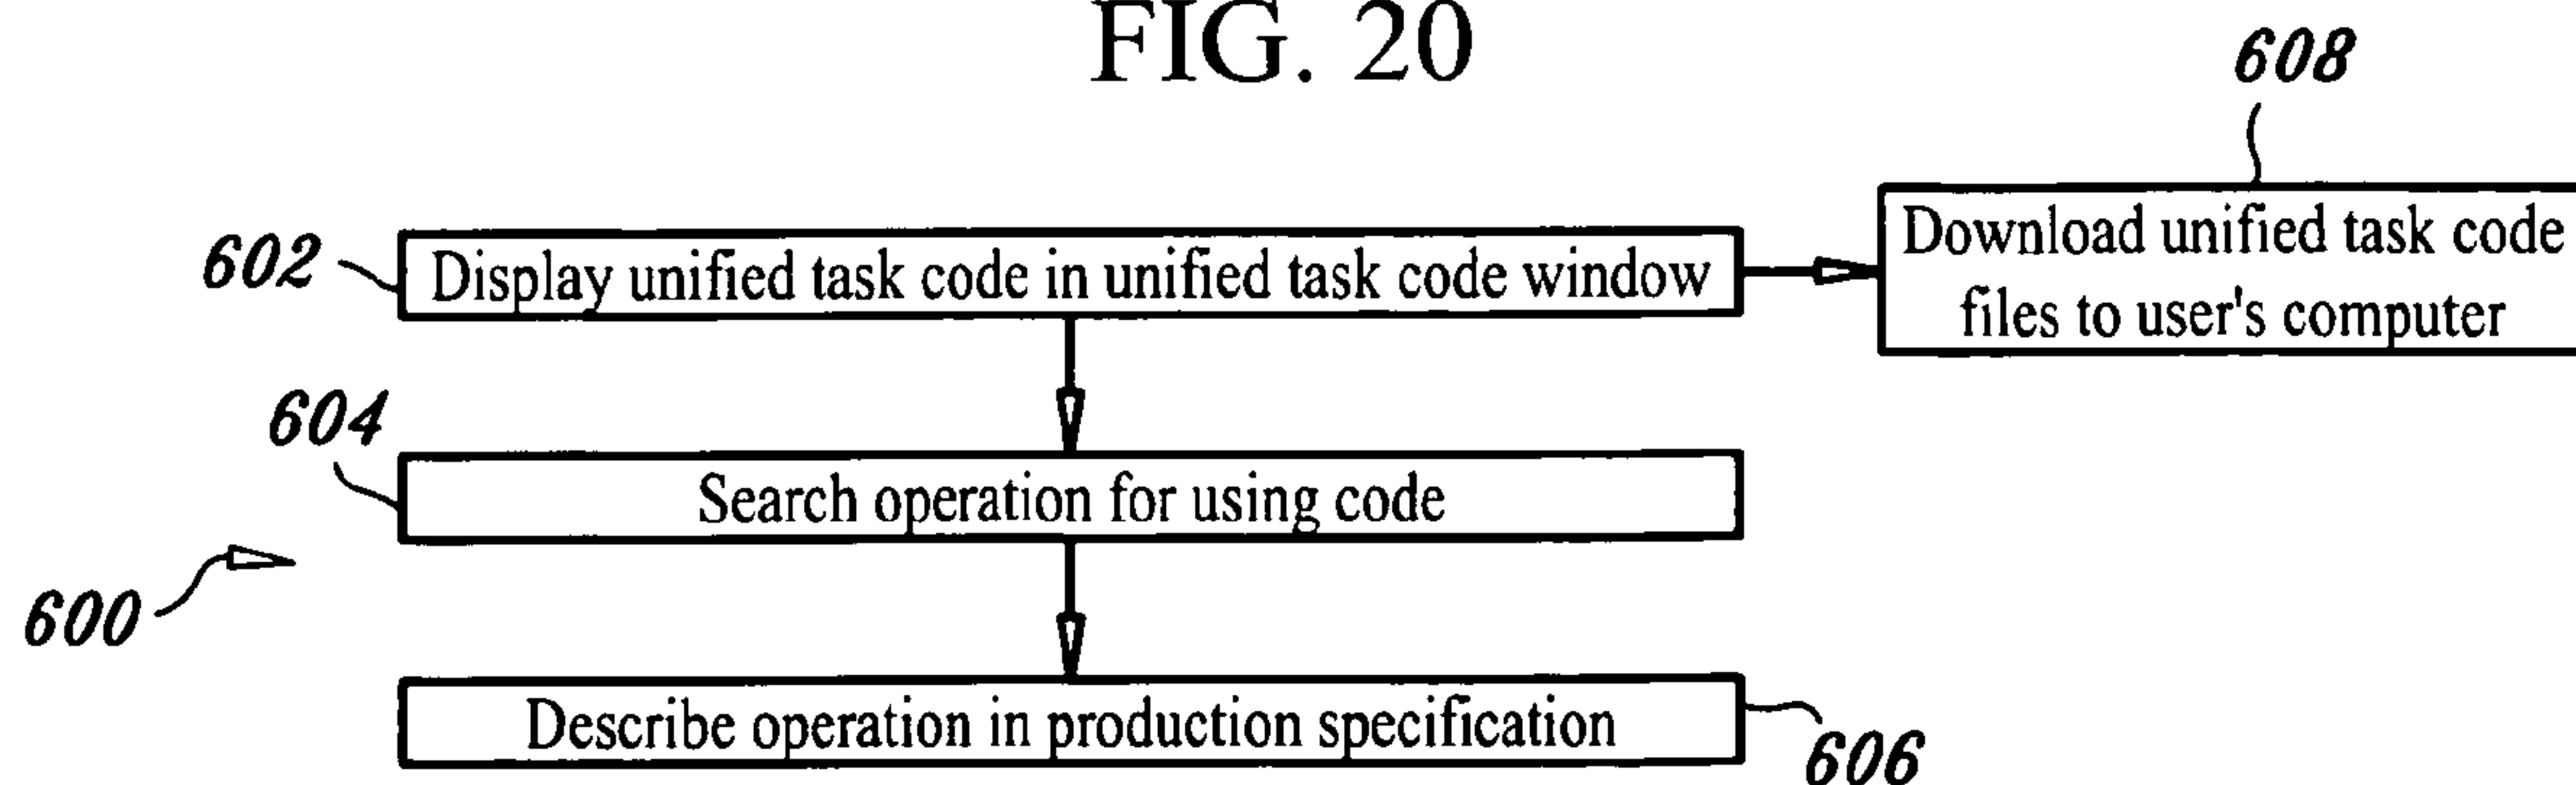 FIG. 20
608
602
Display unified task code in unified task code window
Download unified task code
files to user's computer
604
Search operation for using code
600
Describe operation in production specification
606